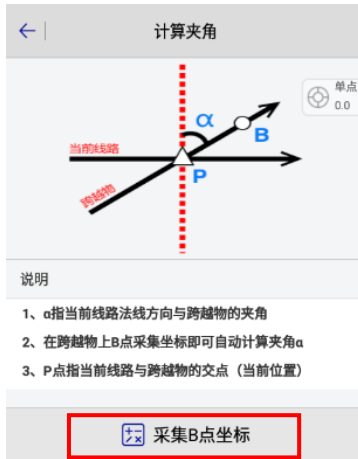 计算夹角
单点
0.0
α
B
当前线路
P
跨越物
说明
1、α指当前线路法线方向与跨越物的夹角
2、在跨越物上B点采集坐标即可自动计算夹角α
3、P点指当前线路与跨越物的交点（当前位置）
采集B点坐标